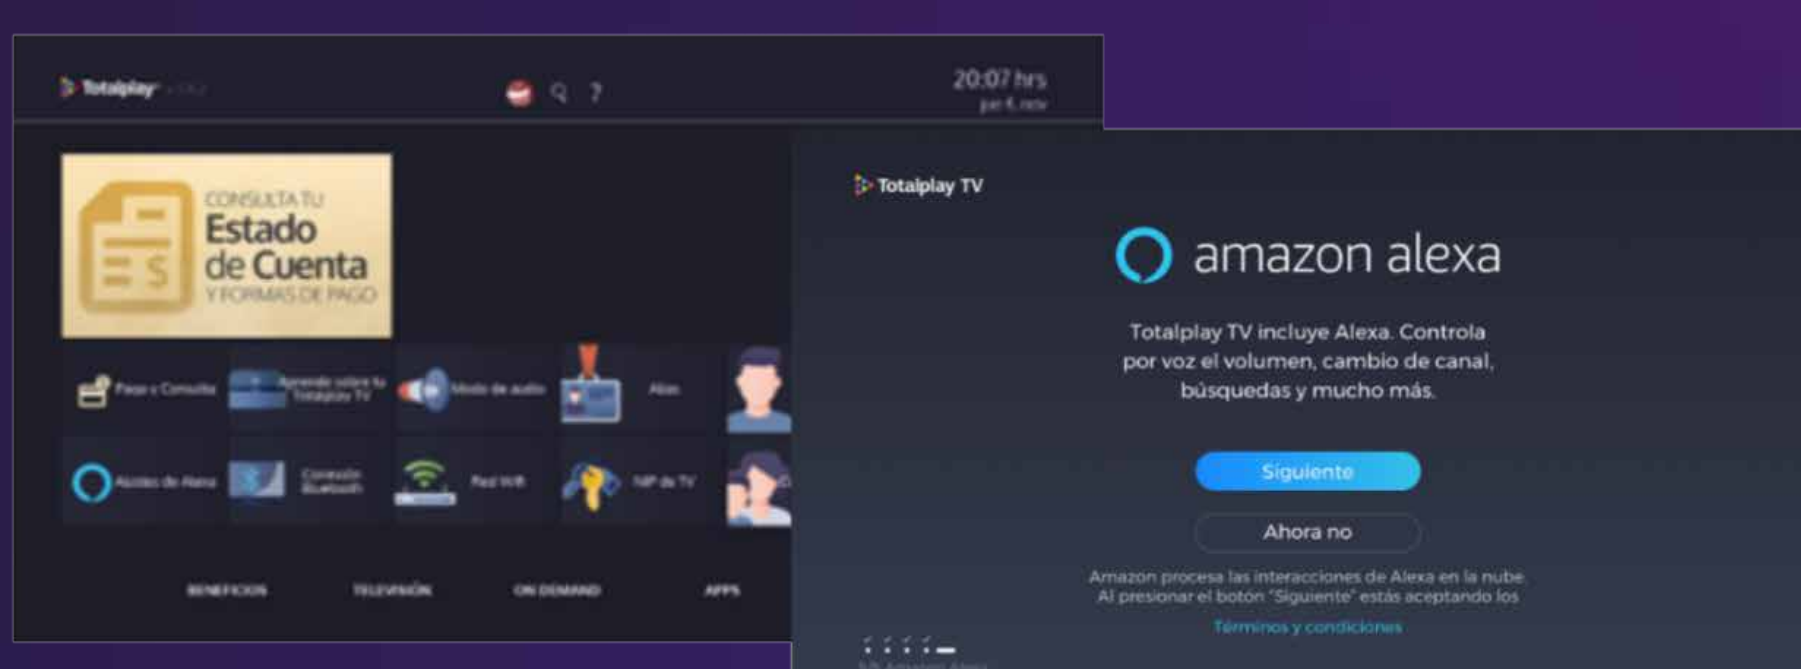 Totalplay
20:07 hrs
CONSULTA TU
Estado
de Cuenta
Y FORMAS DE PAGO
Pago y Consulta
Aprende sobre tu
Totalplay TV
Modo de audio
Alias
Ajustes de Alexa
Conexión
Bluetooth
Red Wifi
NIP de TV
BENEFICIOS
TELEVISIÓN
ON DEMAND
APPS
Totalplay TV
amazon alexa
Totalplay TV incluye Alexa. Controla
por voz el volumen, cambio de canal,
búsquedas y mucho más.
Siguiente
Ahora no
Amazon procesa las interacciones de Alexa en la nube.
Al presionar el botón "Siguiente" estás aceptando los
Términos y condiciones